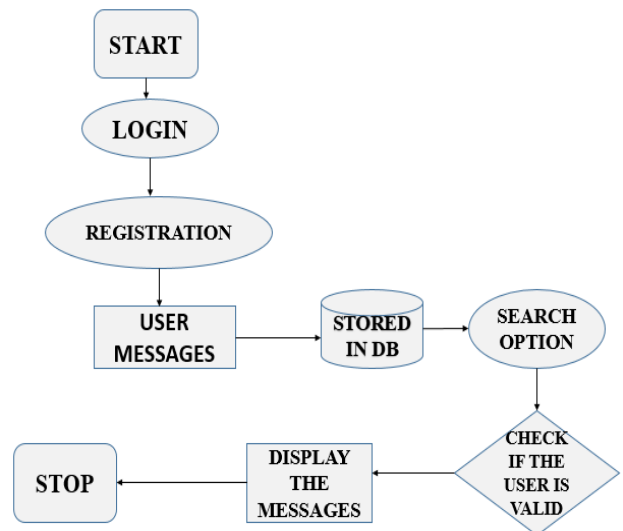 START
LOGIN
REGISTRATION
USER
MESSAGES
STORED
IN DB
SEARCH
OPTION
CHECK
IF THE
USER IS
VALID
DISPLAY
THE
MESSAGES
STOP